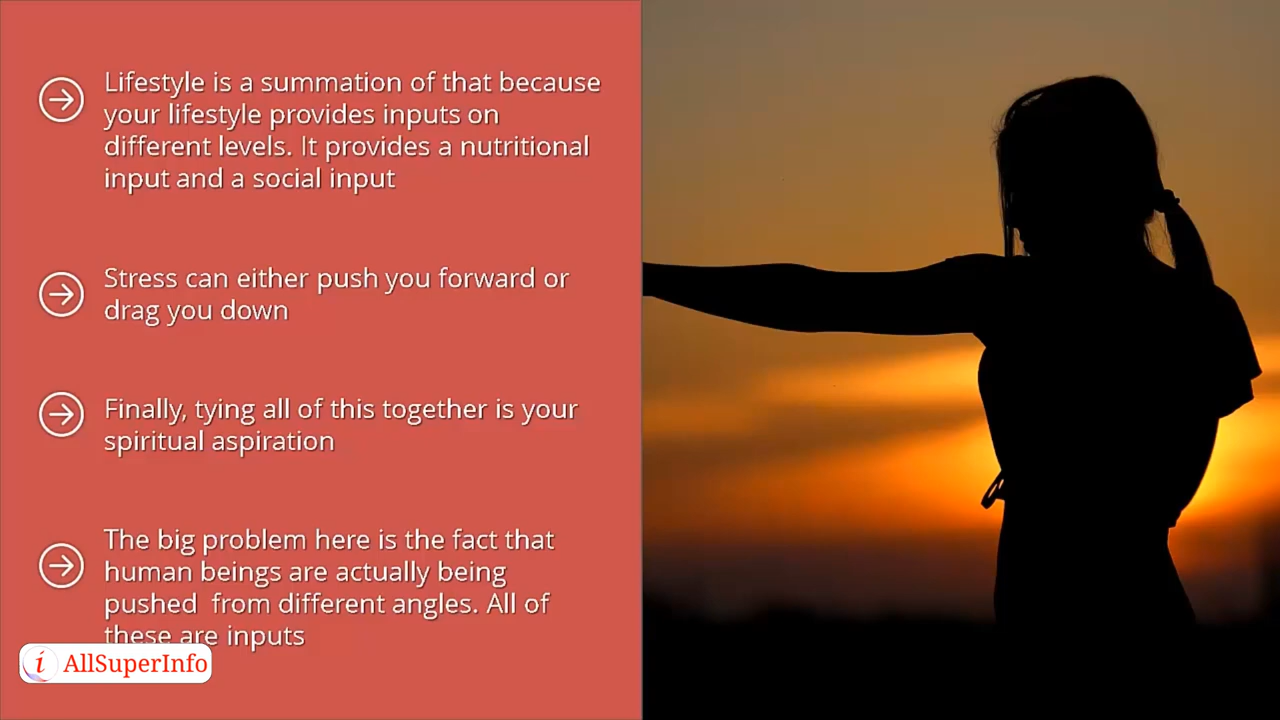 Lifestyle is a summation of that because
your lifestyle provides inputs on
different levels. It provides a nutritional
input and a social input
Stress can either push you forward or
drag you down
Finally, tying all of this together is your
spiritual aspiration
The big problem here is the fact that
human beings are actually being
pushed  from different angles. All of
these are inputs
i AllSuperInfo